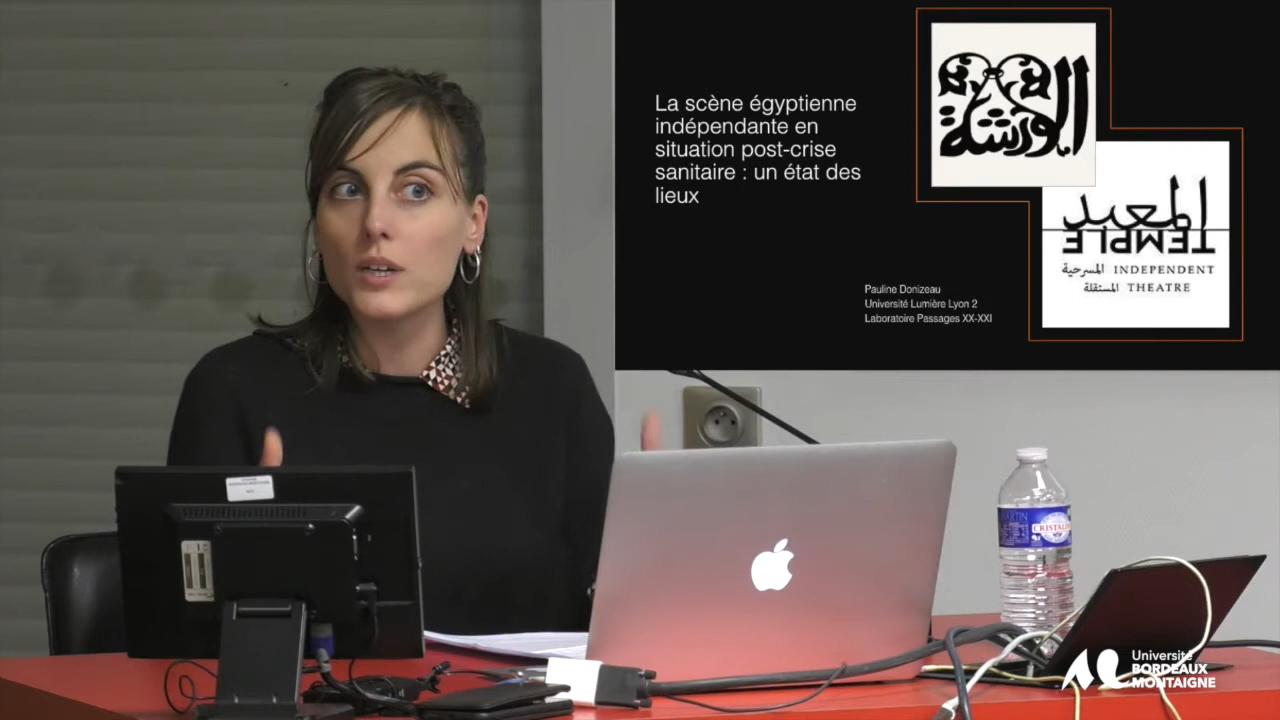 La scène égyptienne
indépendante en
situation post-crise
sanitaire : un état des
lieux
Pauline Donizeau
Université Lumière Lyon 2
Laboratoire Passages XX-XXI
الورشة
المعبد
TEMPLE
المسرحية INDEPENDENT
المستقلة THEATRE
CRISTALINE
Université
BORDEAUX
MONTAIGNE